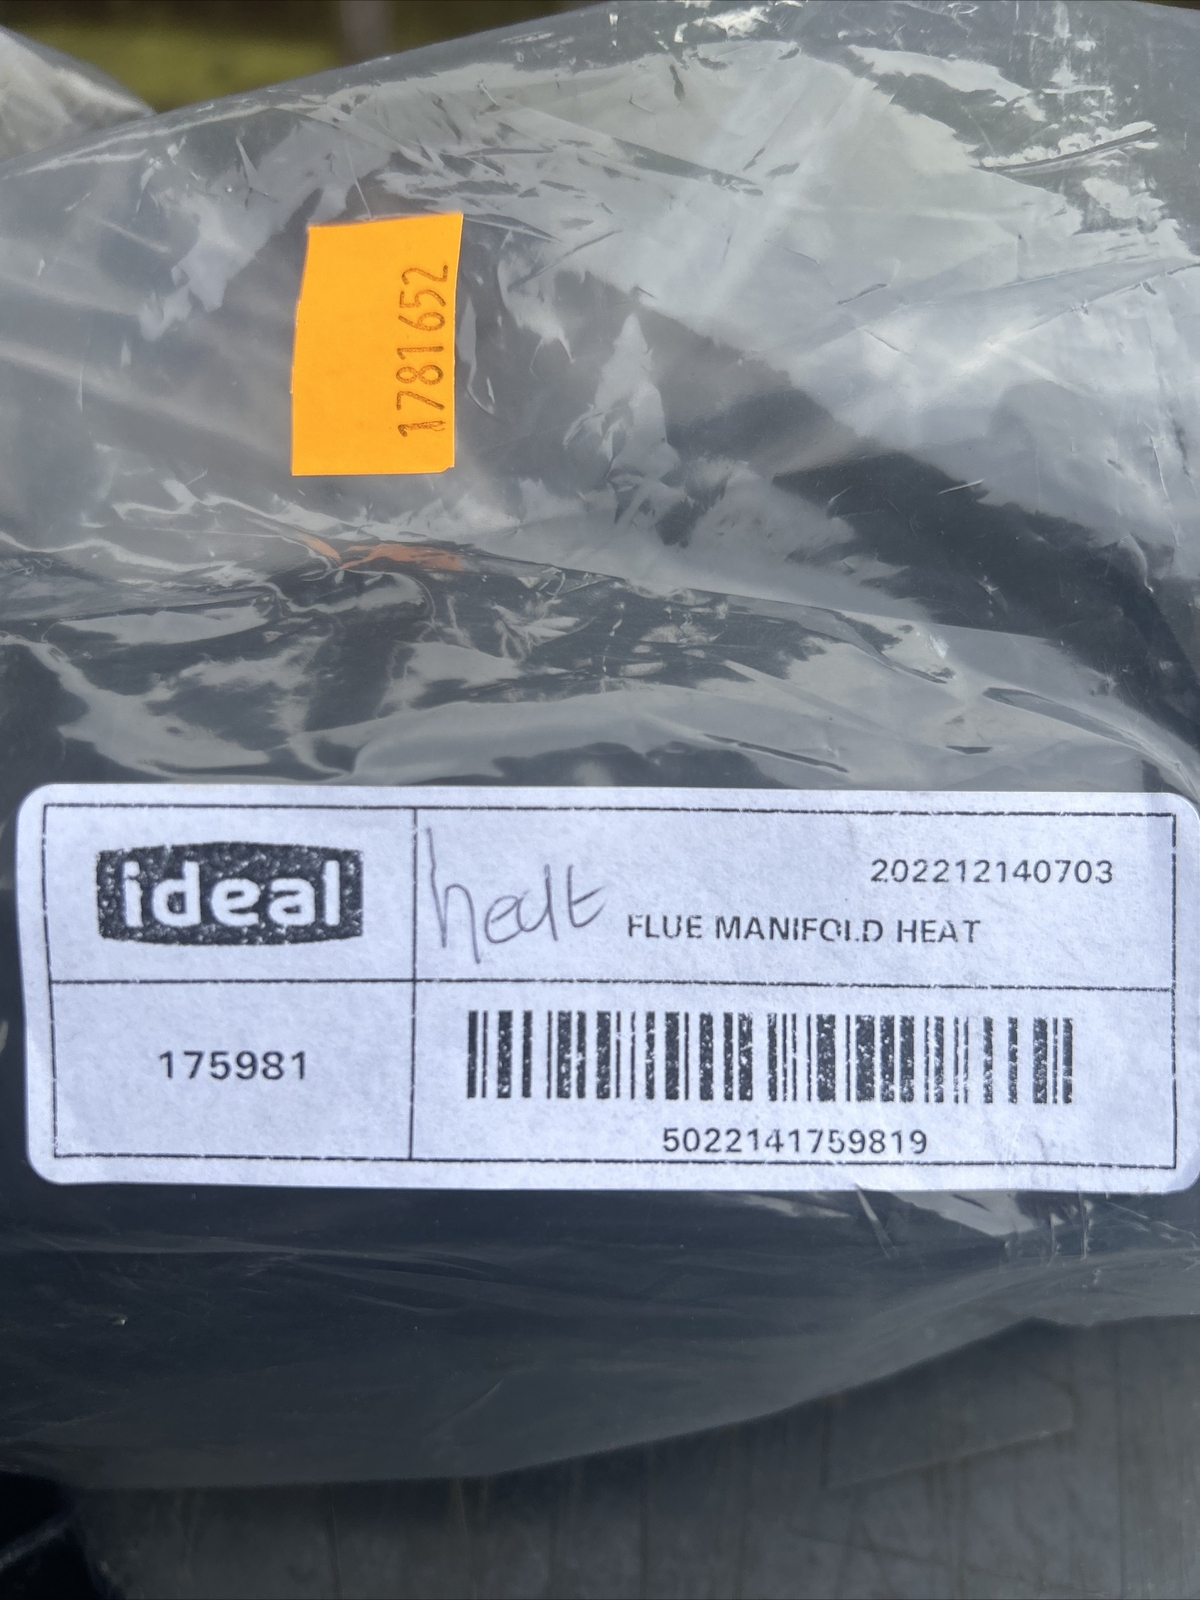 1781652
ideal
heat
202212140703
FLUE MANIFOLD HEAT
175981
5022141759819